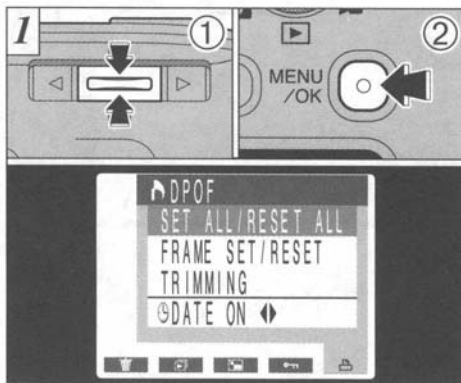 1 ① ②
MENU
/OK
DPOF
SET ALL/RESET ALL
FRAME SET/RESET
TRIMMING
DATE ON